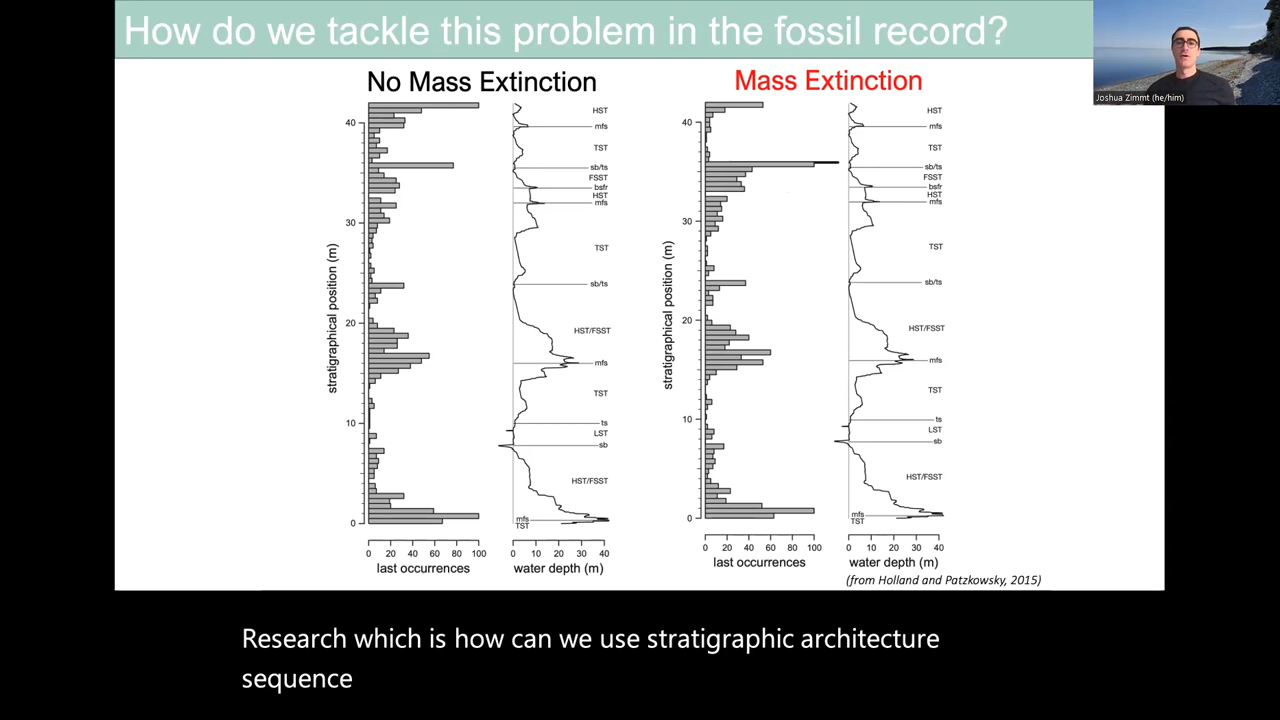 How do we tackle this problem in the fossil record?
Joshua Zimmt (he/him)
No Mass Extinction
stratigraphical position (m)
40
30
20
10
0
0 20 40 60 80 100
last occurrences
HST
mfs
TST
sb/ts
FSST
bsfr
HST
mfs
TST
sb/ts
HST/FSST
mfs
TST
ts
LST
sb
HST/FSST
mfs
TST
0 10 20 30 40
water depth (m)
Mass Extinction
stratigraphical position (m)
40
30
20
10
0
0 20 40 60 80 100
last occurrences
HST
mfs
TST
sb/ts
FSST
bsfr
HST
mfs
TST
sb/ts
HST/FSST
mfs
TST
ts
LST
sb
HST/FSST
mfs
TST
0 10 20 30 40
water depth (m)
(from Holland and Patzkowsky, 2015)
Research which is how can we use stratigraphic architecture
sequence